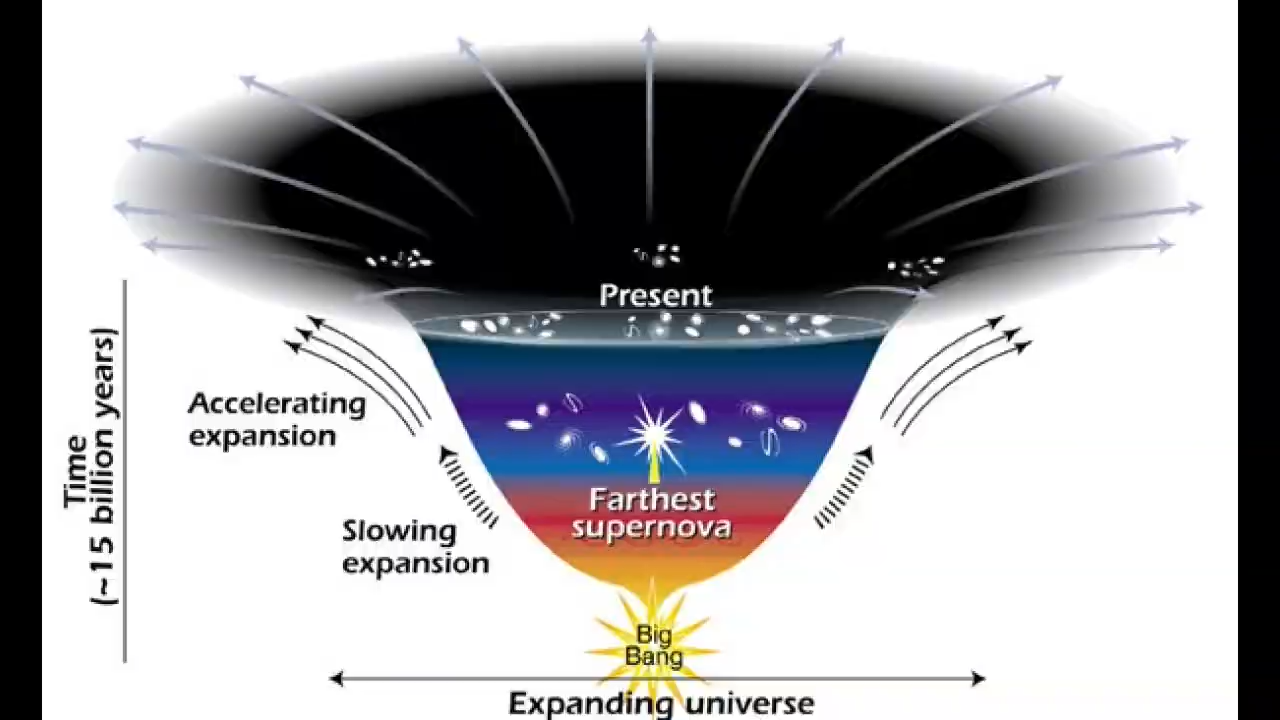 Present
Time
(~15 billion years)
Accelerating
expansion
Farthest
supernova
Slowing
expansion
Big
Bang
Expanding universe